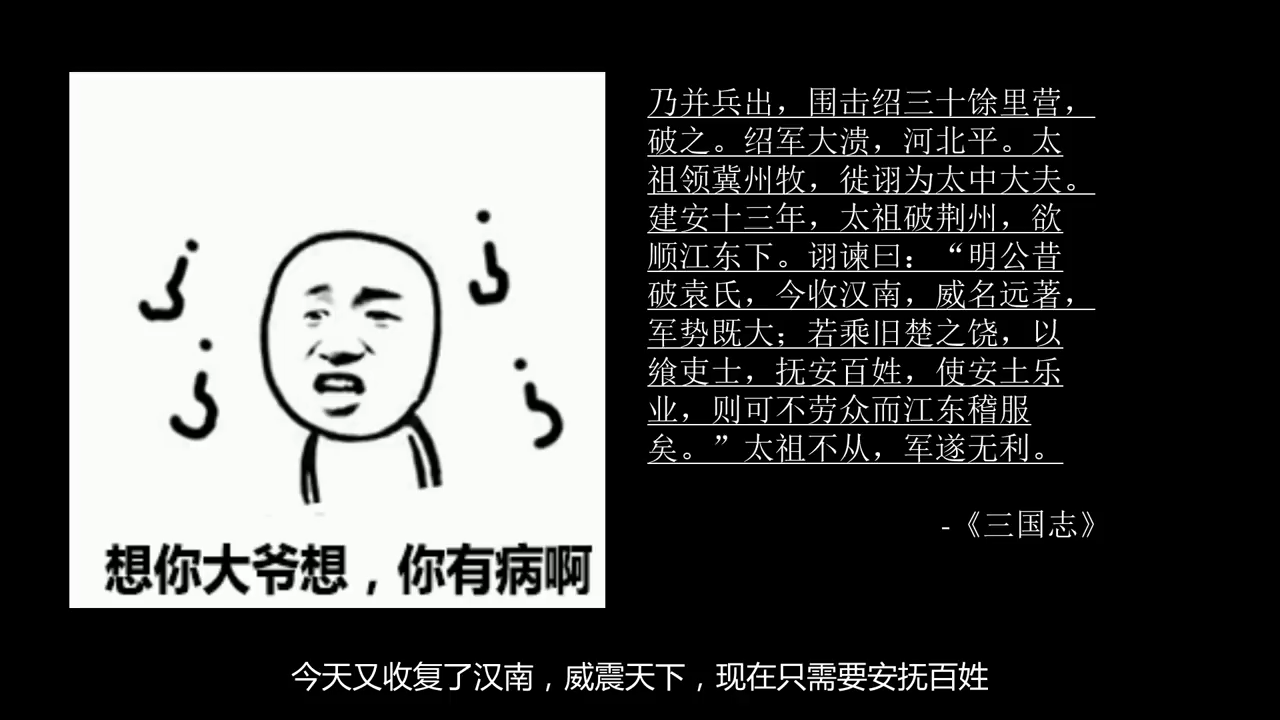 乃并兵出，围击绍三十馀里营，
破之。绍军大溃，河北平。太
祖领冀州牧，徙诩为太中大夫。
建安十三年，太祖破荆州，欲
顺江东下。诩谏曰：“明公昔
破袁氏，今收汉南，威名远著，
军势既大；若乘旧楚之饶，以
飨吏士，抚安百姓，使安土乐
业，则可不劳众而江东稽服
矣。”太祖不从，军遂无利。
-《三国志》
想你大爷想，你有病啊
今天又收复了汉南，威震天下，现在只需要安抚百姓